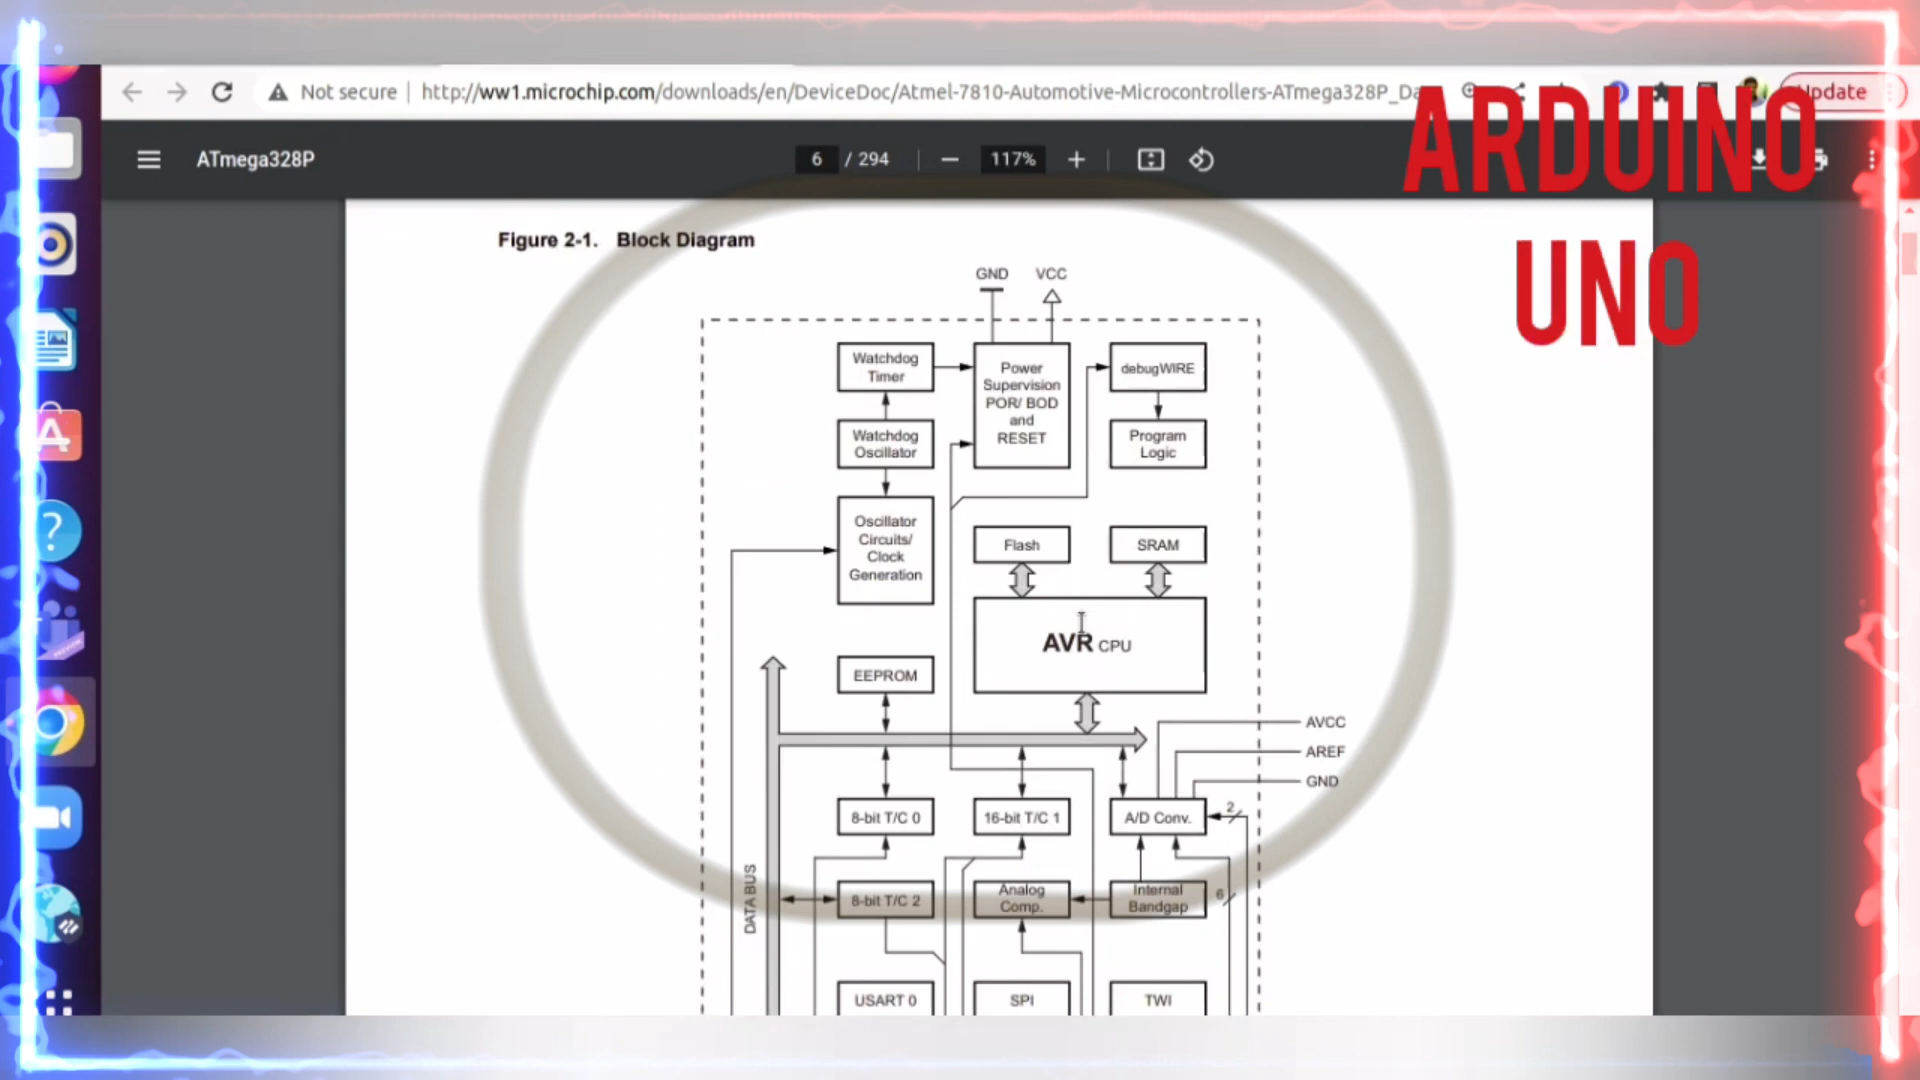 Not secure | http://ww1.microchip.com/downloads/en/DeviceDoc/Atmel-7810-Automotive-Microcontrollers-ATmega328P_Da
Update
ATmega328P
6 / 294
117%
ARDUINO
UNO
Figure 2-1. Block Diagram
GND
VCC
Watchdog
Timer
Power
Supervision
POR/ BOD
and
RESET
debugWIRE
Watchdog
Oscillator
Program
Logic
Oscillator
Circuits/
Clock
Generation
Flash
SRAM
AVR CPU
EEPROM
AVCC
AREF
GND
8-bit T/C 0
16-bit T/C 1
A/D Conv.
2
DATA BUS
8-bit T/C 2
Analog
Comp.
Internal
Bandgap
6
USART 0
SPI
TWI